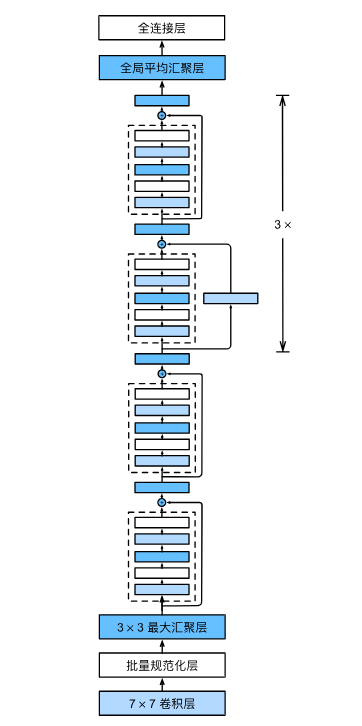 全连接层
全局平均汇聚层
3 ×
3 × 3 最大汇聚层
批量规范化层
7 × 7 卷积层